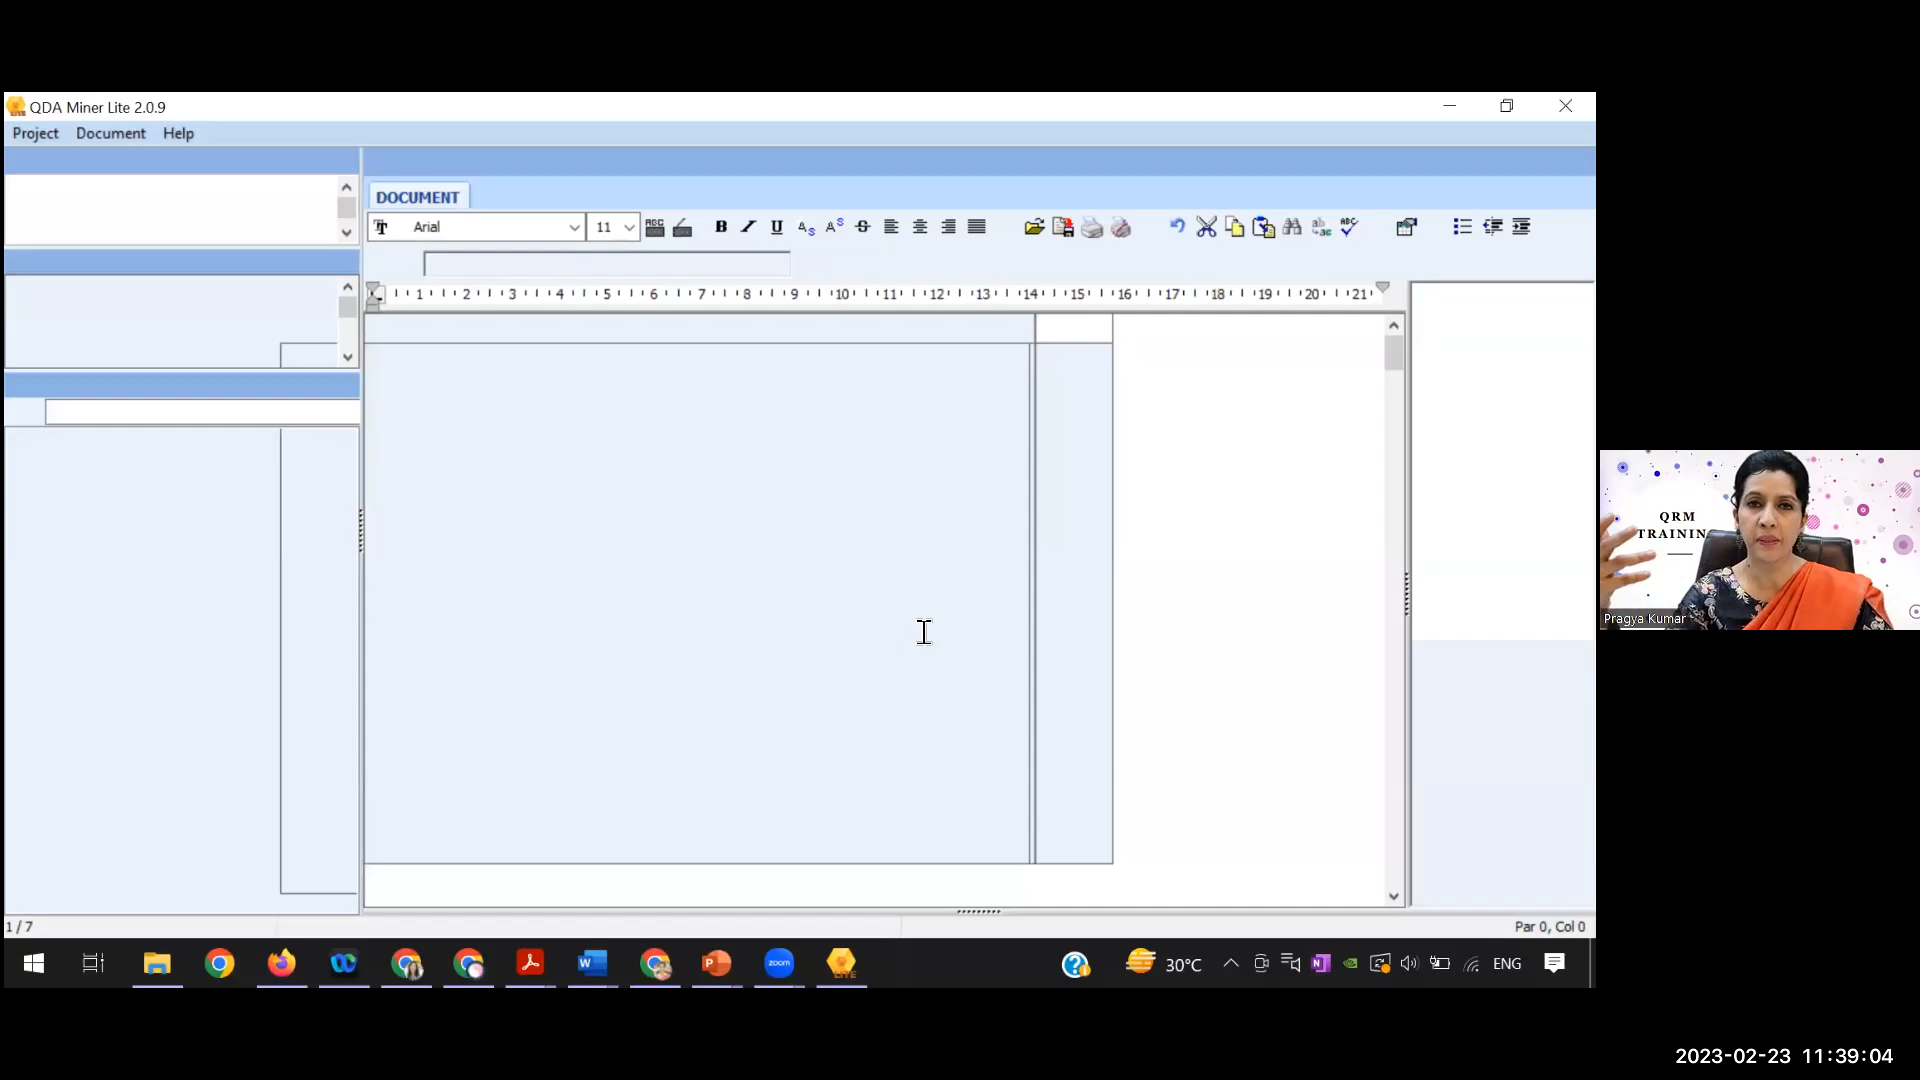 QDA Miner Lite 2.0.9
Project Document Help
DOCUMENT
Arial 11
1 2 3 4 5 6 7 8 9 10 11 12 13 14 15 16 17 18 19 20 21
QRM
TRAININ
Pragya Kumar
1 / 7
Par 0, Col 0
zoom
LITE
30°C
ENG
2023-02-23 11:39:04